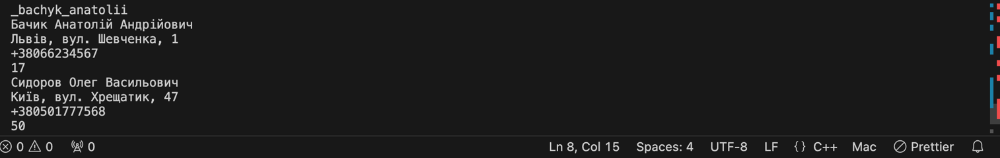 _bachyk_anatolii
Бачик Анатолій Андрійович
Львів, вул. Шевченка, 1
+38066234567
17
Сидоров Олег Васильович
Київ, вул. Хрещатик, 47
+380501777568
50
0 0 0 Ln 8, Col 15 Spaces: 4 UTF-8 LF {} C++ Mac Prettier